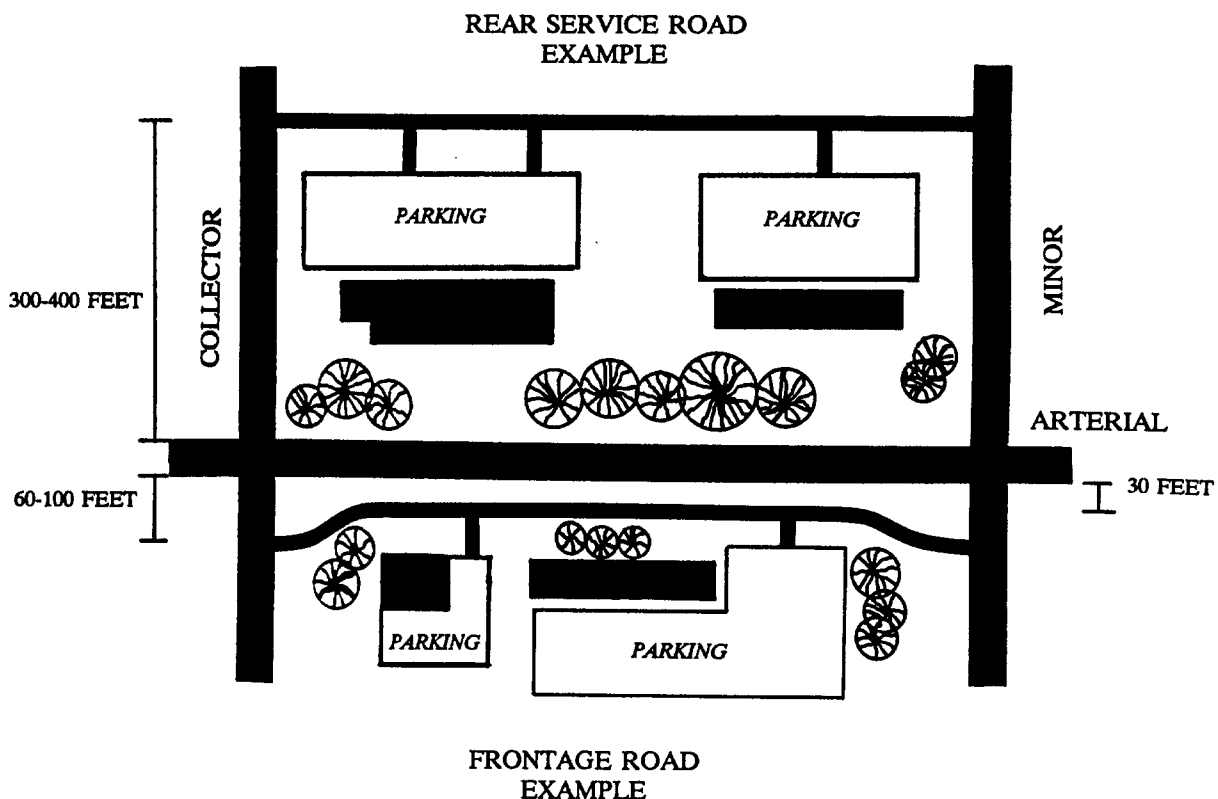 REAR SERVICE ROAD
EXAMPLE
PARKING
PARKING
COLLECTOR
MINOR
300-400 FEET
ARTERIAL
60-100 FEET
30 FEET
PARKING
PARKING
FRONTAGE ROAD
EXAMPLE